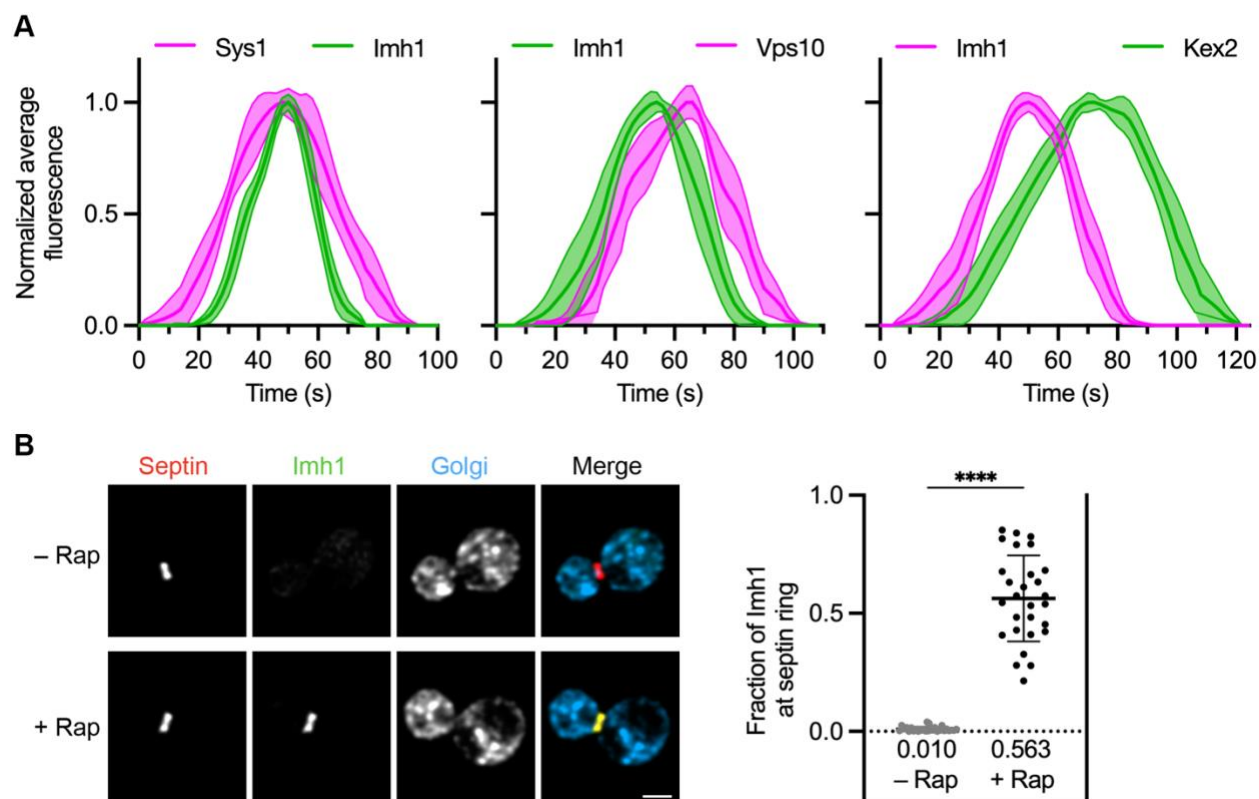 A
Sys1 Imh1 Imh1 Vps10 Imh1 Kex2
Normalized average
fluorescence
1.0
0.5
0.0
0 20 40 60 80 100 0 20 40 60 80 100 0 20 40 60 80 100 120
Time (s) Time (s) Time (s)
B
Septin Imh1 Golgi Merge
– Rap
+ Rap
****
Fraction of Imh1
at septin ring
1.0
0.5
0.0
0.010 0.563
– Rap + Rap